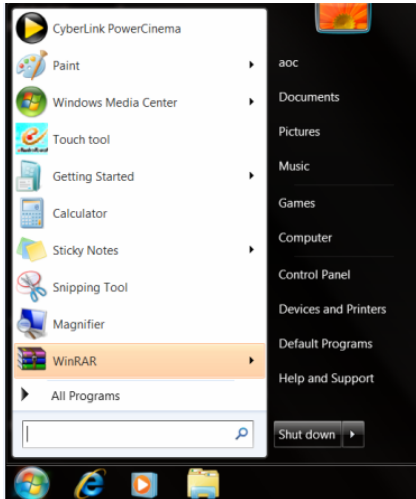 CyberLink PowerCinema
Paint
Windows Media Center
Touch tool
Getting Started
Calculator
Sticky Notes
Snipping Tool
Magnifier
WinRAR
All Programs
aoc
Documents
Pictures
Music
Games
Computer
Control Panel
Devices and Printers
Default Programs
Help and Support
Shut down